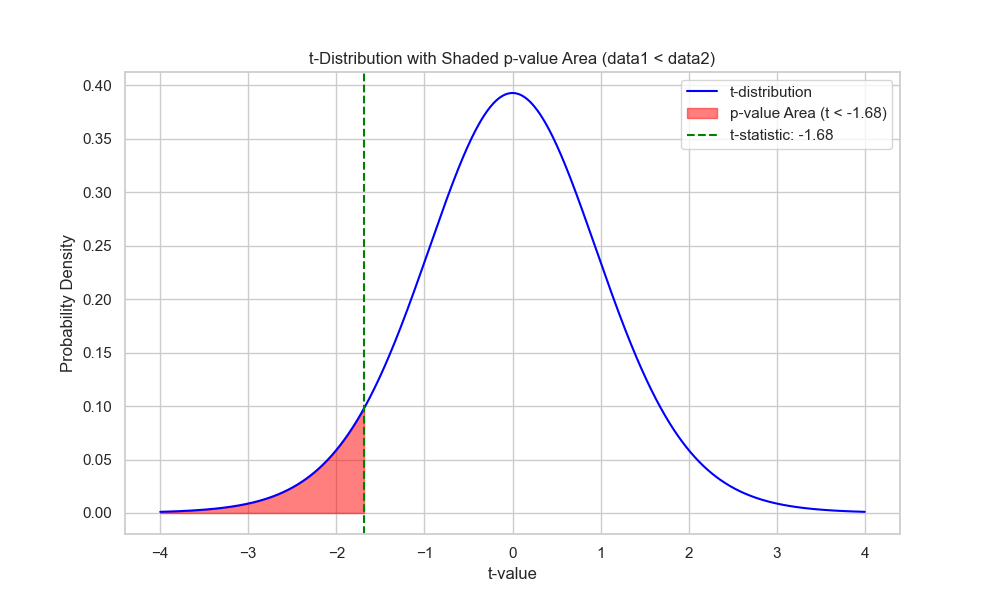 t-Distribution with Shaded p-value Area (data1 < data2)
t-distribution
p-value Area (t < -1.68)
t-statistic: -1.68
Probability Density
0.40
0.35
0.30
0.25
0.20
0.15
0.10
0.05
0.00
−4 −3 −2 −1 0 1 2 3 4
t-value